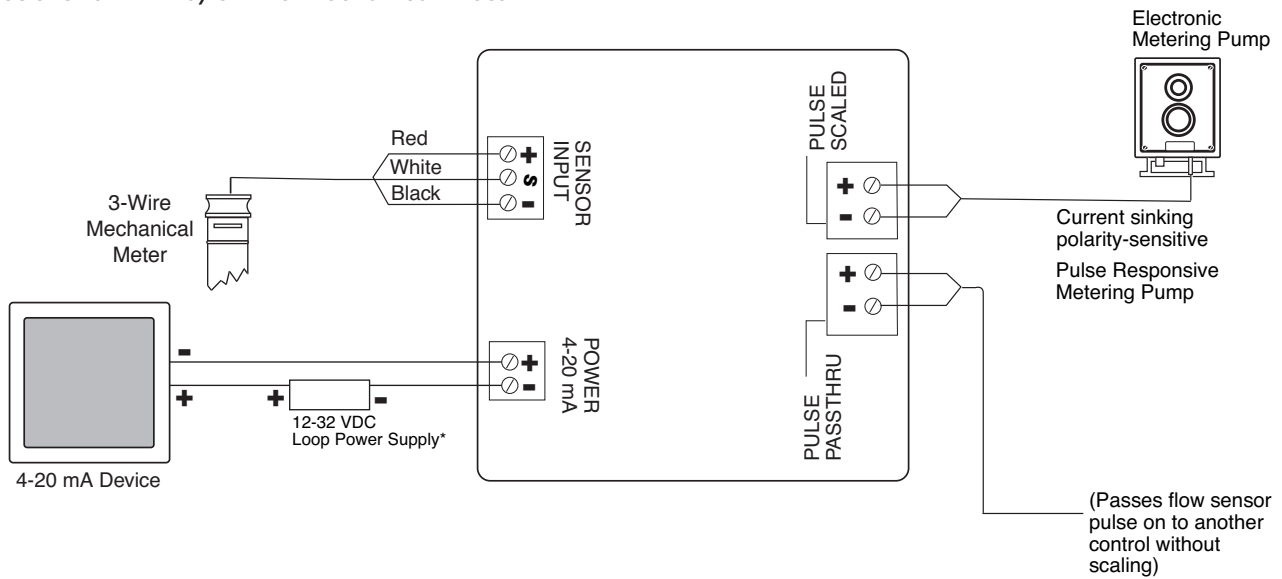 Electronic
Metering Pump
PULSE
SCALED
Red
White
Black
+
S
-
SENSOR
INPUT
+
-
3-Wire
Mechanical
Meter
Current sinking
polarity-sensitive
Pulse Responsive
Metering Pump
+
-
PULSE
PASSTHRU
-
+
+
-
12-32 VDC
Loop Power Supply*
+
-
POWER
4-20 mA
4-20 mA Device
(Passes flow sensor
pulse on to another
control without
scaling)